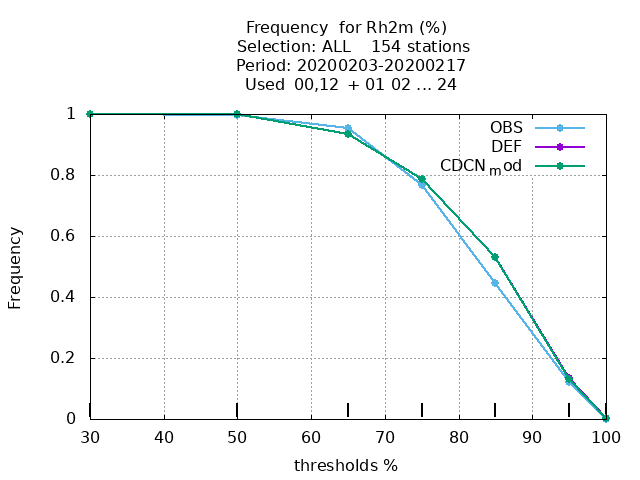 Frequency  for Rh2m (%)
Selection: ALL    154 stations
Period: 20200203-20200217
Used  00,12  + 01 02 ... 24
1
0.8
0.6
0.4
0.2
0
Frequency
OBS
DEF
CDCNmod
30 40 50 60 70 80 90 100
thresholds %